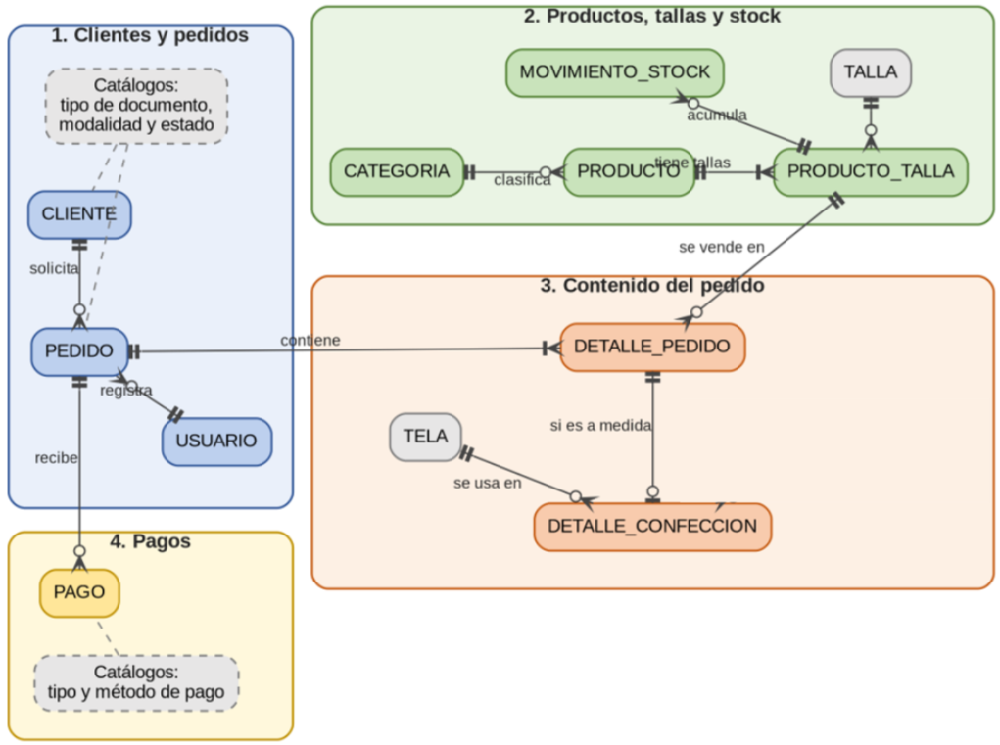 1. Clientes y pedidos
Catálogos:
tipo de documento,
modalidad y estado
CLIENTE
solicita
PEDIDO
registra
USUARIO
recibe
contiene
2. Productos, tallas y stock
MOVIMIENTO_STOCK
TALLA
acumula
CATEGORIA
clasifica
PRODUCTO
tiene tallas
PRODUCTO_TALLA
se vende en
3. Contenido del pedido
DETALLE_PEDIDO
si es a medida
TELA
se usa en
DETALLE_CONFECCION
4. Pagos
PAGO
Catálogos:
tipo y método de pago